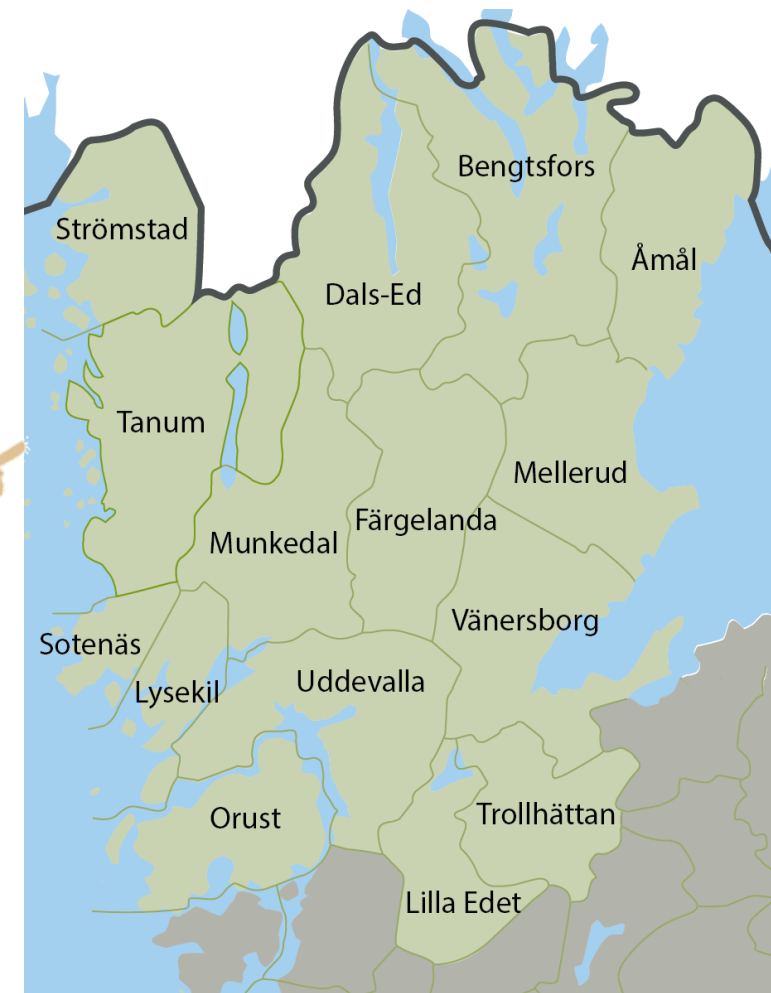 Bengtsfors
Strömstad
Åmål
Dals-Ed
Tanum
Mellerud
Färgelanda
Munkedal
Vänersborg
Sotenäs
Uddevalla
Lysekil
Trollhättan
Orust
Lilla Edet